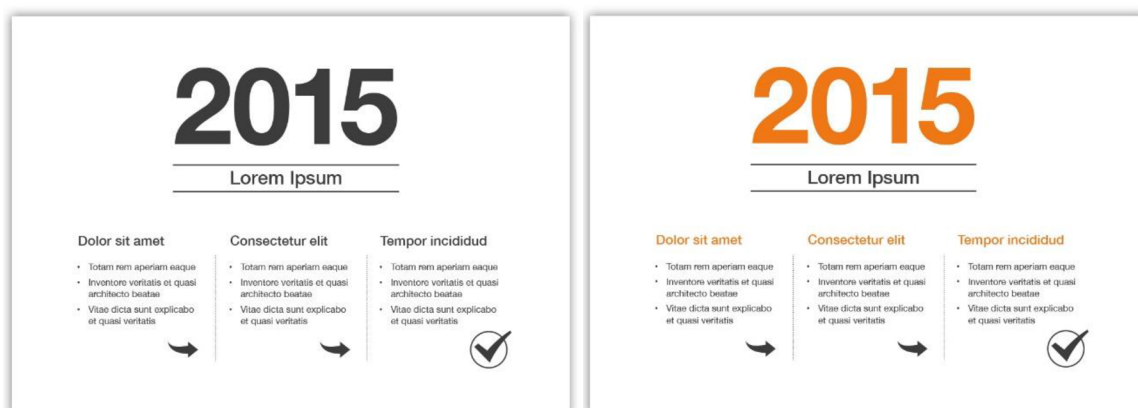 2015
Lorem Ipsum
Dolor sit amet
• Totam rem aperiam eaque
• Inventore veritatis et quasi
architecto beatae
• Vitae dicta sunt explicabo
et quasi veritatis
Consectetur elit
• Totam rem aperiam eaque
• Inventore veritatis et quasi
architecto beatae
• Vitae dicta sunt explicabo
et quasi veritatis
Tempor incididud
• Totam rem aperiam eaque
• Inventore veritatis et quasi
architecto beatae
• Vitae dicta sunt explicabo
et quasi veritatis
2015
Lorem Ipsum
Dolor sit amet
• Totam rem aperiam eaque
• Inventore veritatis et quasi
architecto beatae
• Vitae dicta sunt explicabo
et quasi veritatis
Consectetur elit
• Totam rem aperiam eaque
• Inventore veritatis et quasi
architecto beatae
• Vitae dicta sunt explicabo
et quasi veritatis
Tempor incididud
• Totam rem aperiam eaque
• Inventore veritatis et quasi
architecto beatae
• Vitae dicta sunt explicabo
et quasi veritatis